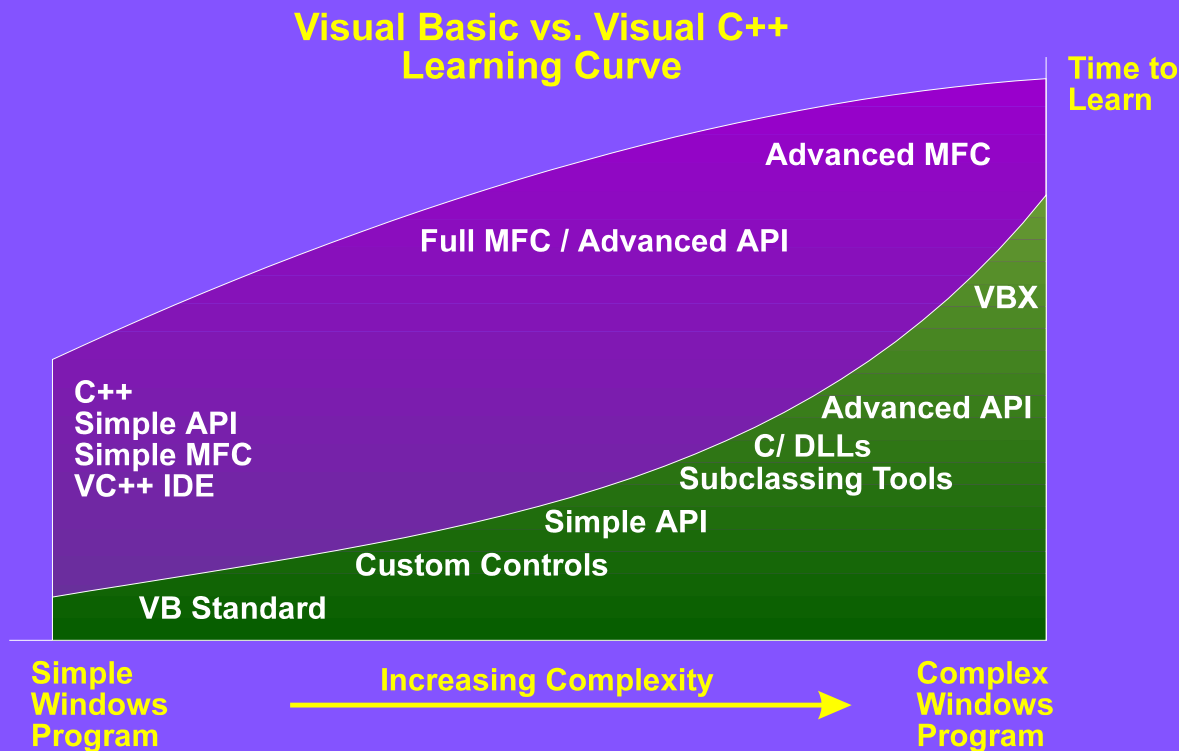 Visual Basic vs. Visual C++
Learning Curve
Time to
Learn
Advanced MFC
Full MFC / Advanced API
VBX
C++
Simple API
Simple MFC
VC++ IDE
Advanced API
C/ DLLs
Subclassing Tools
Simple API
Custom Controls
VB Standard
Simple
Windows
Program
Increasing Complexity
Complex
Windows
Program